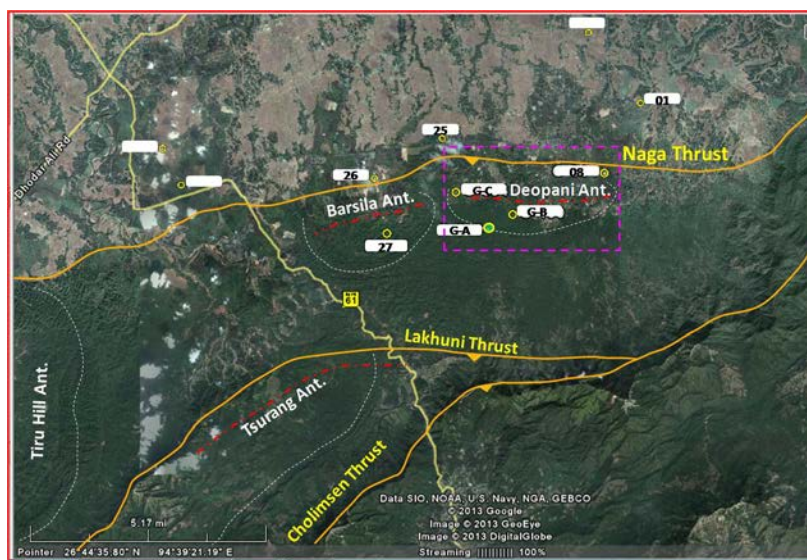 01
25
Naga Thrust
Dhodar Ali Rd
08
26
G-C
Deopani Ant.
Barsila Ant.
G-B
G-A
27
61
Lakhuni Thrust
Tiru Hill Ant.
Tsurang Ant.
Cholimsen Thrust
Data SIO, NOAA, U.S. Navy, NGA, GEBCO
© 2013 Google
Image © 2013 GeoEye
Image © 2013 DigitalGlobe
5.17 mi
Pointer 26°44'35.80" N 94°39'21.19" E
Streaming |||||||||| 100%